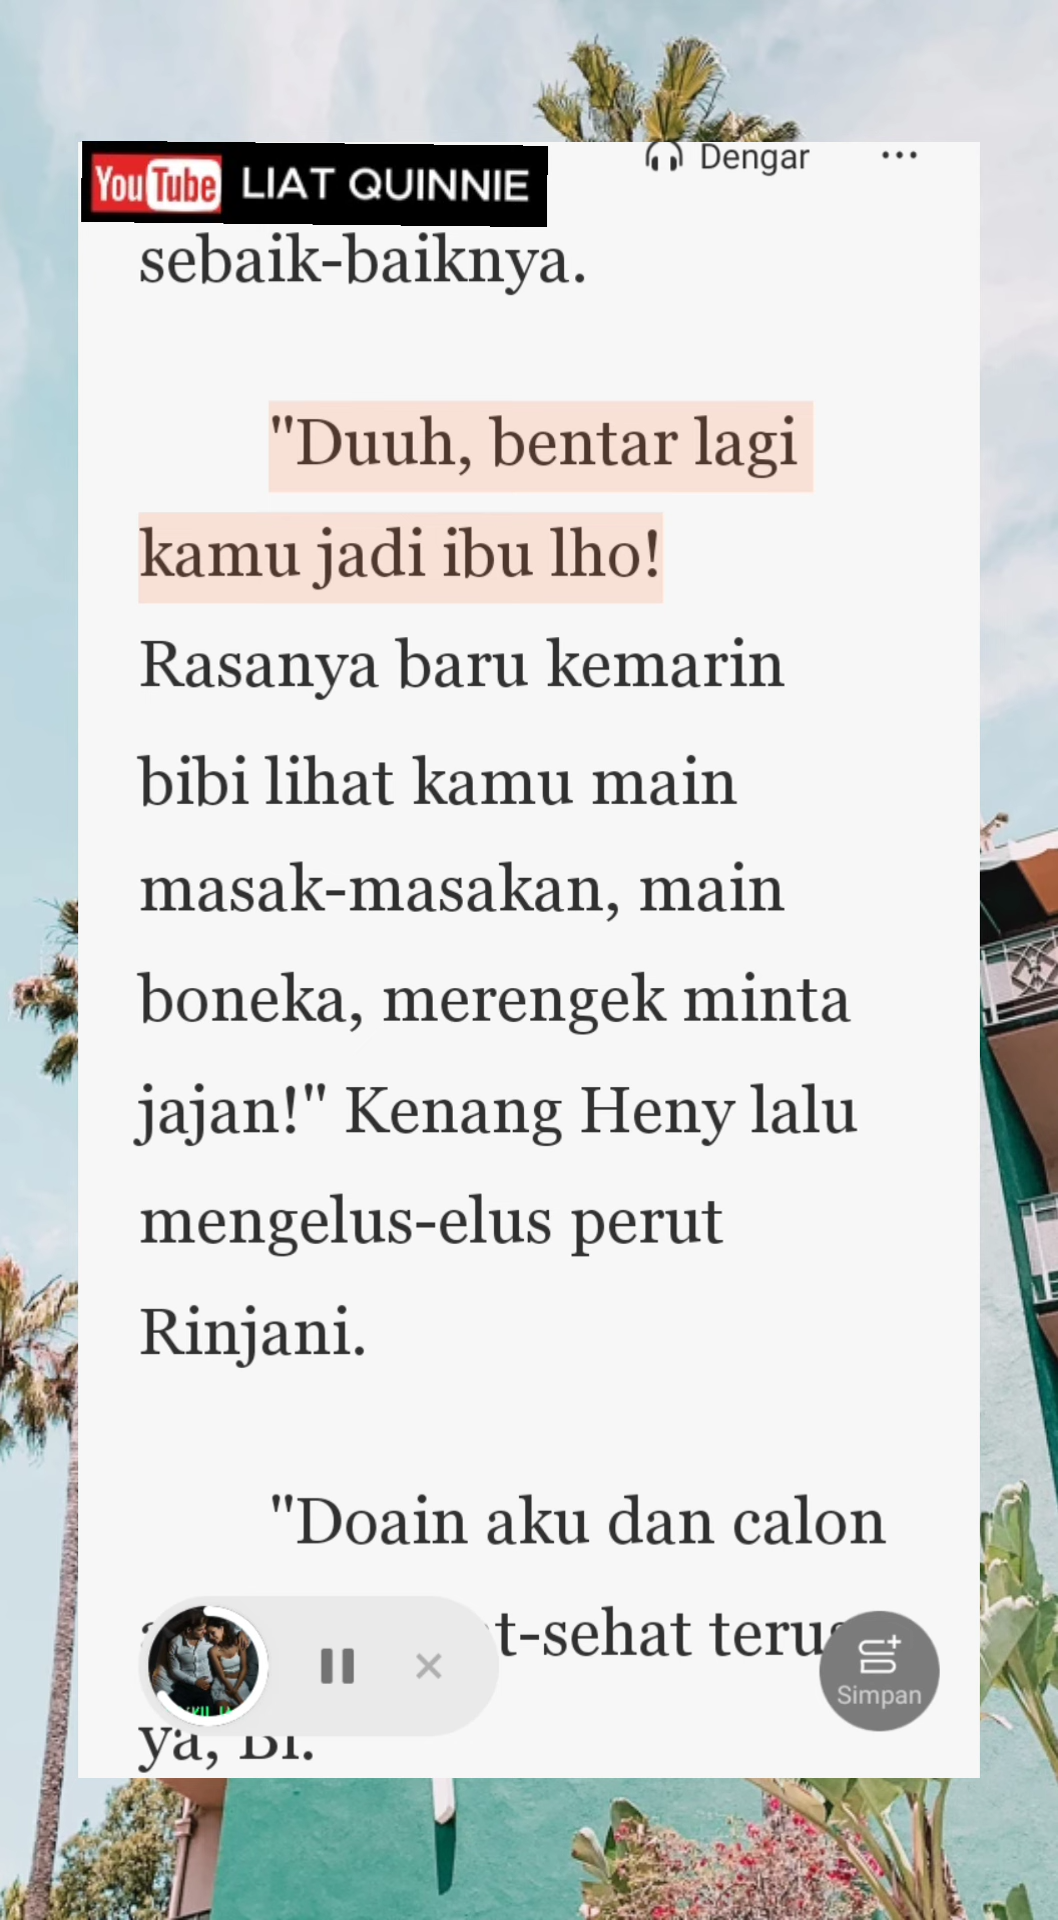 YouTube LIAT QUINNIE
Dengar
sebaik-baiknya.
"Duuh, bentar lagi
kamu jadi ibu lho!
Rasanya baru kemarin
bibi lihat kamu main
masak-masakan, main
boneka, merengek minta
jajan!" Kenang Heny lalu
mengelus-elus perut
Rinjani.
"Doain aku dan calon
t-sehat terus
ya, Bi.
Simpan